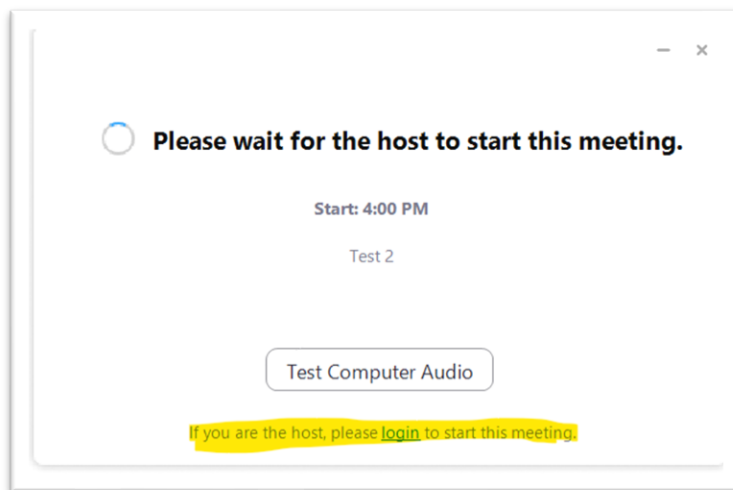 Please wait for the host to start this meeting.
Start: 4:00 PM
Test 2
Test Computer Audio
If you are the host, please login to start this meeting.